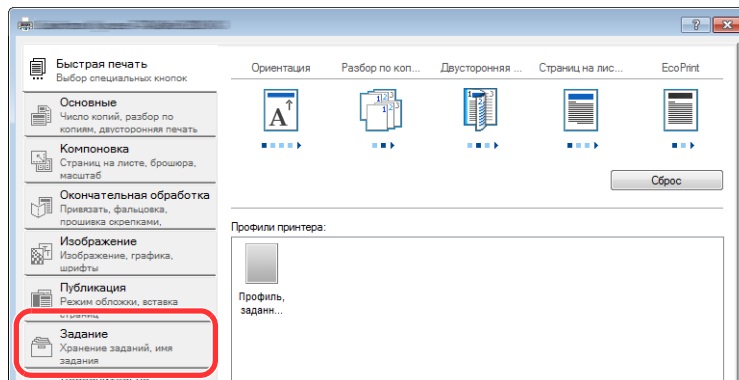 Быстрая печать
Выбор специальных кнопок
Основные
Число копий, разбор по
копиям, двусторонняя печать
Компоновка
Страниц на листе, брошюра,
масштаб
Окончательная обработка
Привязать, фальцовка,
прошивка скрепками,
Изображение
Изображение, графика,
шрифты
Публикация
Режим обложки, вставка
страниц
Задание
Хранение заданий, имя
задания
Ориентация Разбор по коп... Двусторонняя ... Страниц на лис... EcoPrint
Сброс
Профили принтера:
Профиль,
заданн...